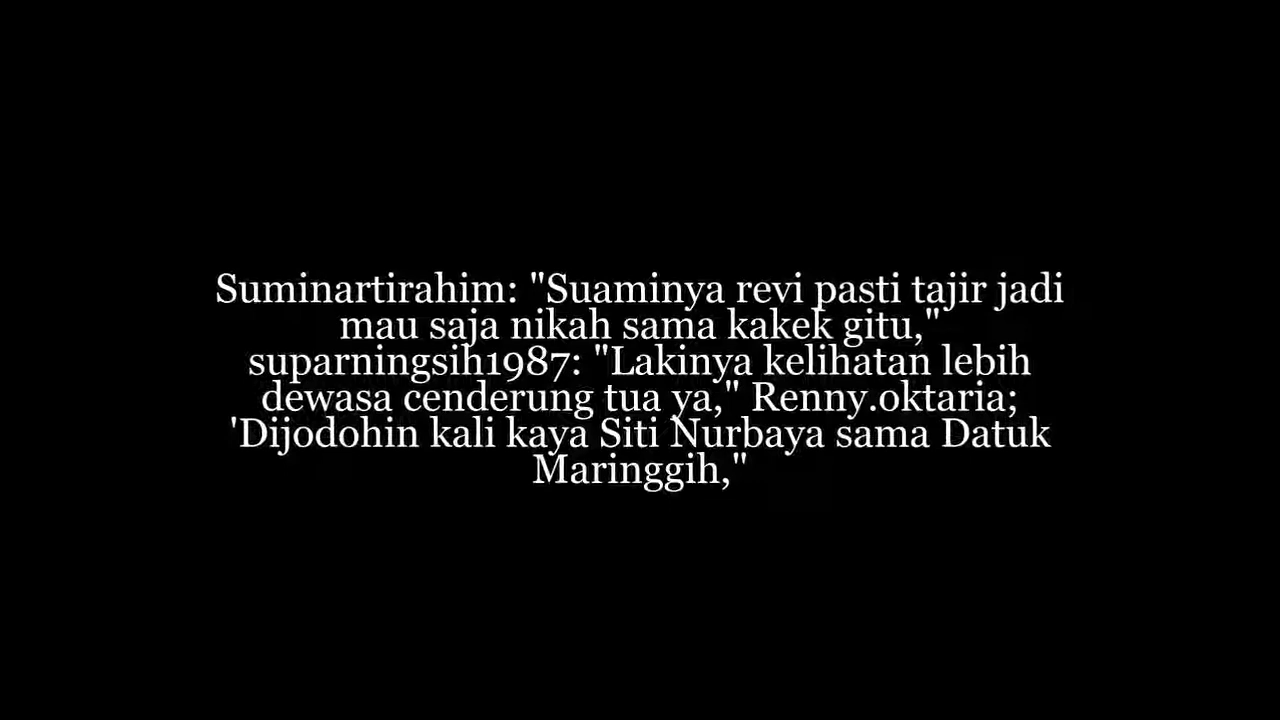 Suminartirahim: "Suaminya revi pasti tajir jadi
mau saja nikah sama kakek gitu,"
suparningsih1987: "Lakinya kelihatan lebih
dewasa cenderung tua ya," Renny.oktaria;
'Dijodohin kali kaya Siti Nurbaya sama Datuk
Maringgih,"